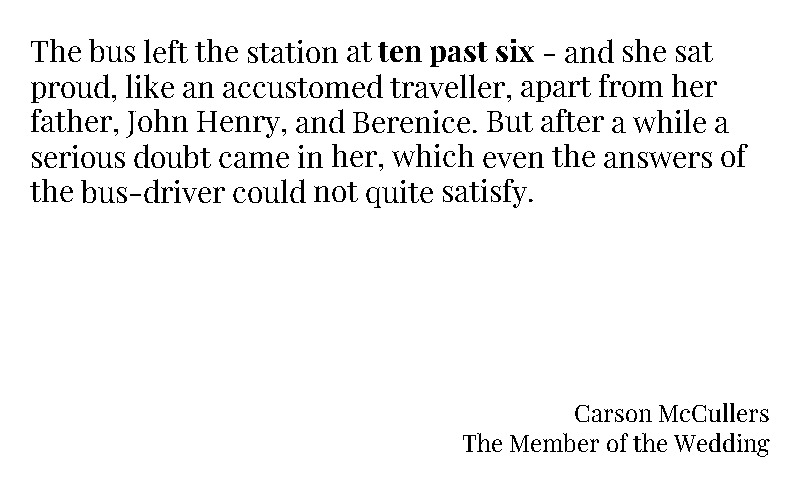 The bus left the station at ten past six - and she sat
proud, like an accustomed traveller, apart from her
father, John Henry, and Berenice. But after a while a
serious doubt came in her, which even the answers of
the bus-driver could not quite satisfy.
Carson McCullers
The Member of the Wedding